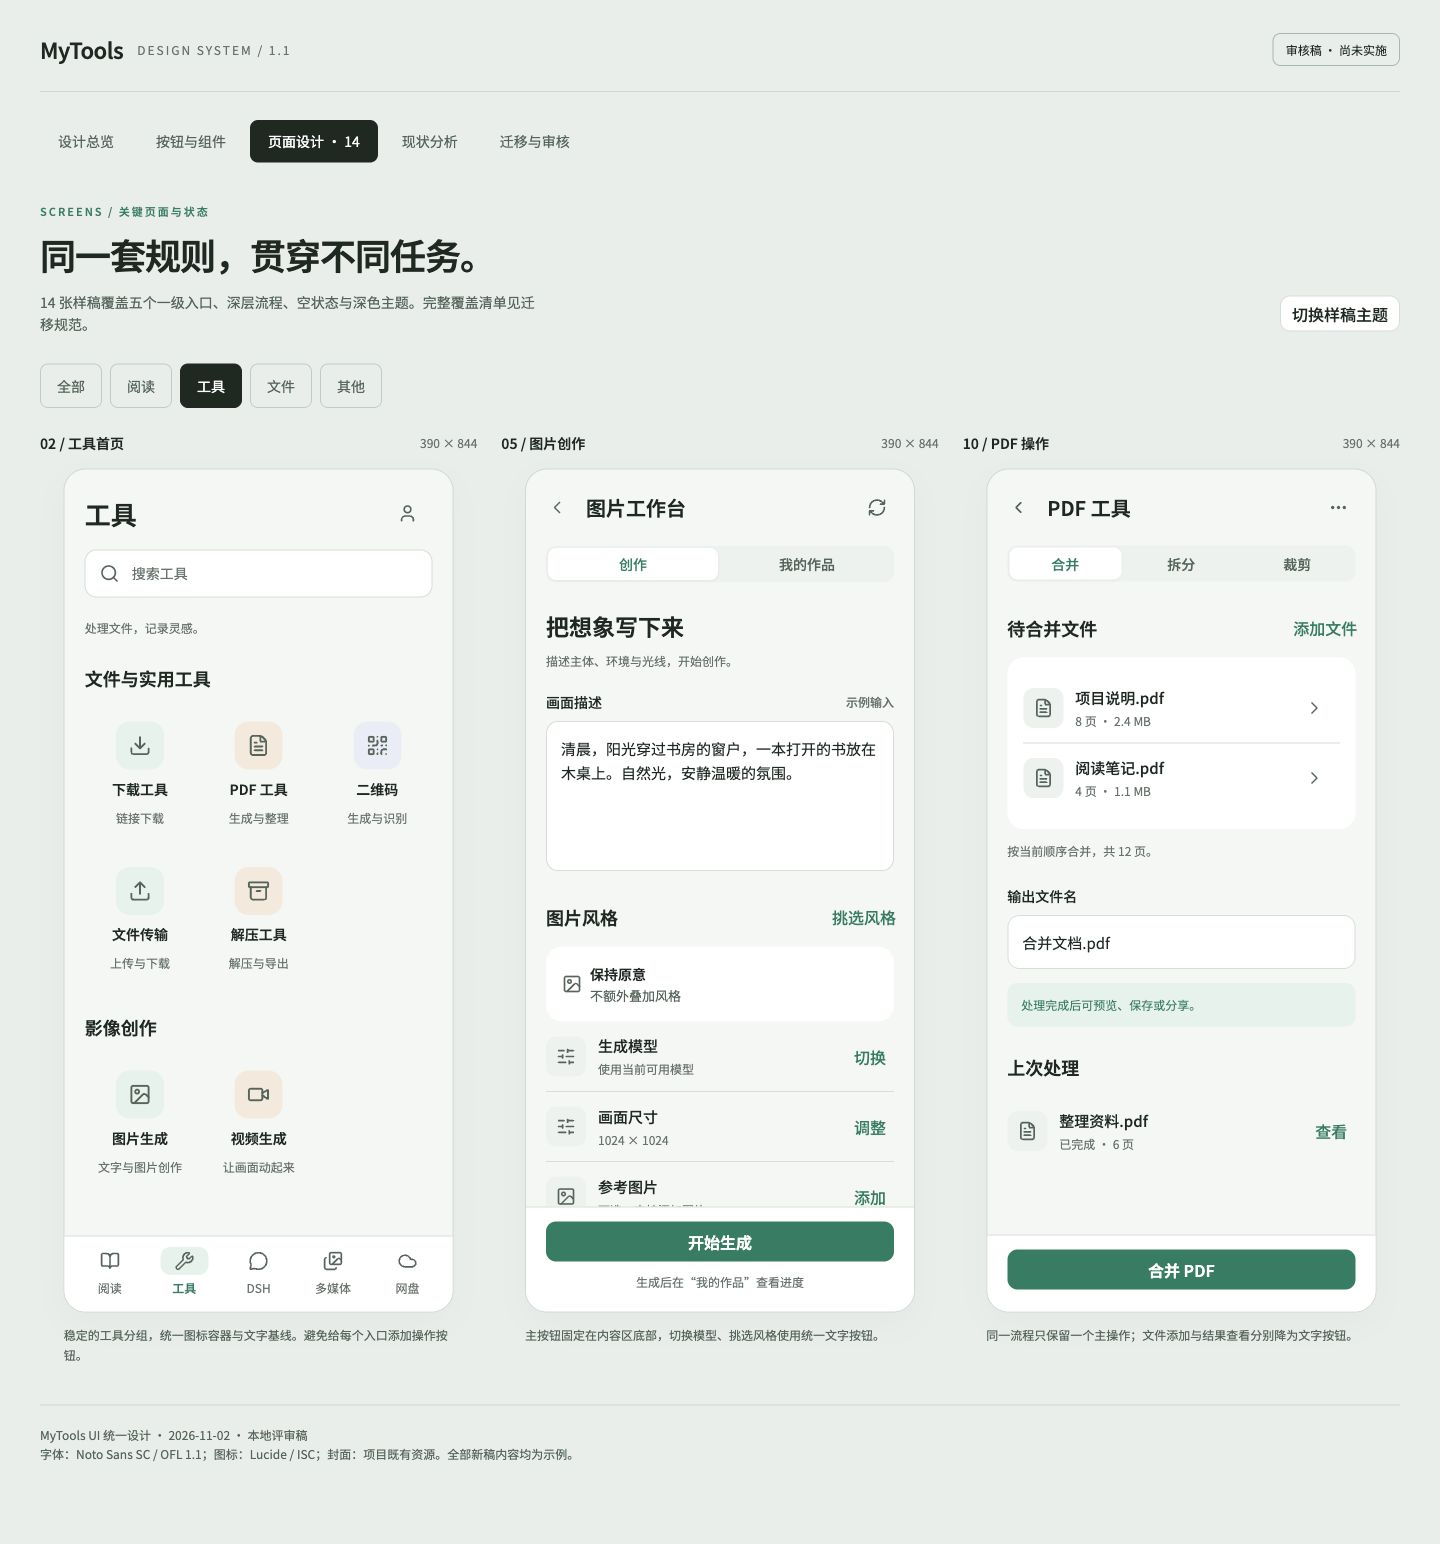 MyTools DESIGN SYSTEM / 1.1
审核稿 · 尚未实施
设计总览 按钮与组件 页面设计 · 14 现状分析 迁移与审核
SCREENS / 关键页面与状态
同一套规则，贯穿不同任务。
14 张样稿覆盖五个一级入口、深层流程、空状态与深色主题。完整覆盖清单见迁
移规范。
切换样稿主题
全部 阅读 工具 文件 其他
02 / 工具首页 390 × 844
工具
搜索工具
处理文件，记录灵感。
文件与实用工具
下载工具 PDF 工具 二维码
链接下载 生成与整理 生成与识别
文件传输 解压工具
上传与下载 解压与导出
影像创作
图片生成 视频生成
文字与图片创作 让画面动起来
阅读 工具 DSH 多媒体 网盘
稳定的工具分组，统一图标容器与文字基线。避免给每个入口添加操作按
钮。
05 / 图片创作 390 × 844
图片工作台
创作 我的作品
把想象写下来
描述主体、环境与光线，开始创作。
画面描述 示例输入
清晨，阳光穿过书房的窗户，一本打开的书放在
木桌上。自然光，安静温暖的氛围。
图片风格 挑选风格
保持原意
不额外叠加风格
生成模型
使用当前可用模型
切换
画面尺寸
1024 × 1024
调整
参考图片
添加
开始生成
生成后在“我的作品”查看进度
主按钮固定在内容区底部，切换模型、挑选风格使用统一文字按钮。
10 / PDF 操作 390 × 844
PDF 工具
合并 拆分 裁剪
待合并文件 添加文件
项目说明.pdf
8 页 · 2.4 MB
阅读笔记.pdf
4 页 · 1.1 MB
按当前顺序合并，共 12 页。
输出文件名
合并文档.pdf
处理完成后可预览、保存或分享。
上次处理
整理资料.pdf
已完成 · 6 页
查看
合并 PDF
同一流程只保留一个主操作；文件添加与结果查看分别降为文字按钮。
MyTools UI 统一设计 · 2026-11-02 · 本地评审稿
字体：Noto Sans SC / OFL 1.1；图标：Lucide / ISC；封面：项目既有资源。全部新稿内容均为示例。